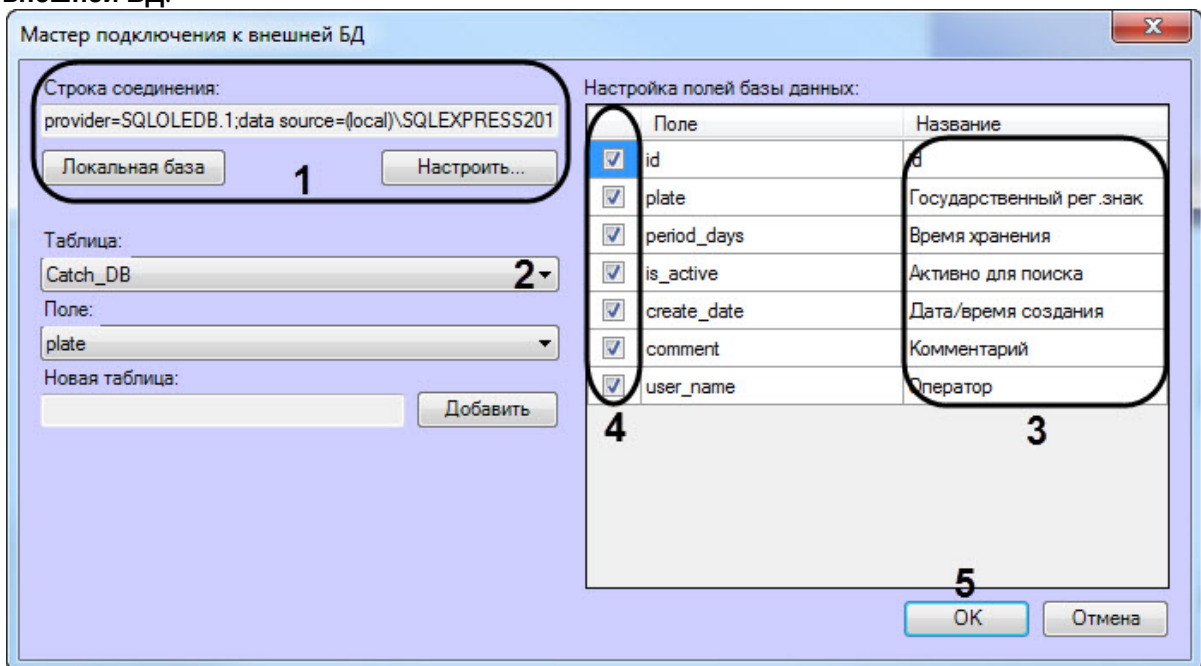 внешней БД.
Мастер подключения к внешней БД
Строка соединения:
provider=SQLOLEDB.1;data source=(local)\SQLEXPRESS201
Локальная база
1
Настроить...
Таблица:
Catch_DB
2
Поле:
plate
Новая таблица:
Добавить
Настройка полей базы данных:
Поле Название
id id
plate Государственный рег.знак
period_days Время хранения
is_active Активно для поиска
create_date Дата/время создания
comment Комментарий
user_name Оператор
4 3
5
OK Отмена